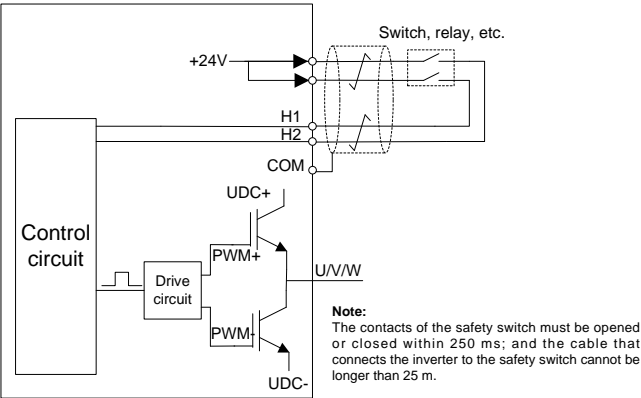 Switch, relay, etc.
+24V
H1
H2
COM
UDC+
Control
circuit
PWM+
Drive
circuit
U/V/W
PWM-
UDC-
Note:
The contacts of the safety switch must be opened
or closed within 250 ms; and the cable that
connects the inverter to the safety switch cannot be
longer than 25 m.